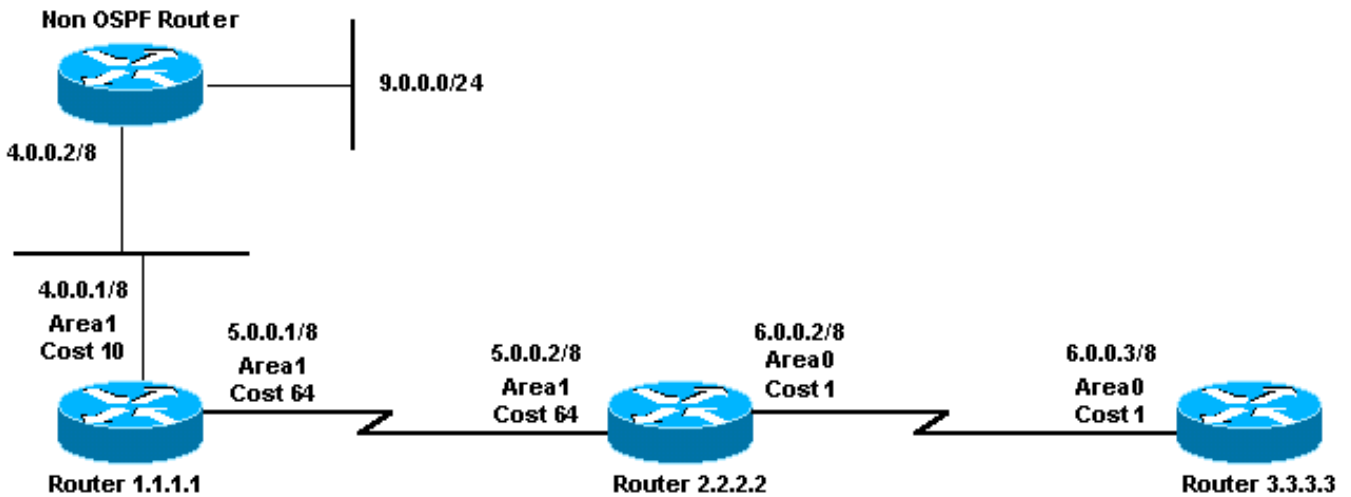 Non OSPF Router
9.0.0.0/24
4.0.0.2/8
4.0.0.1/8
Area1
Cost 10
5.0.0.1/8
Area1
Cost 64
5.0.0.2/8
Area1
Cost 64
6.0.0.2/8
Area0
Cost 1
6.0.0.3/8
Area0
Cost 1
Router 1.1.1.1
Router 2.2.2.2
Router 3.3.3.3